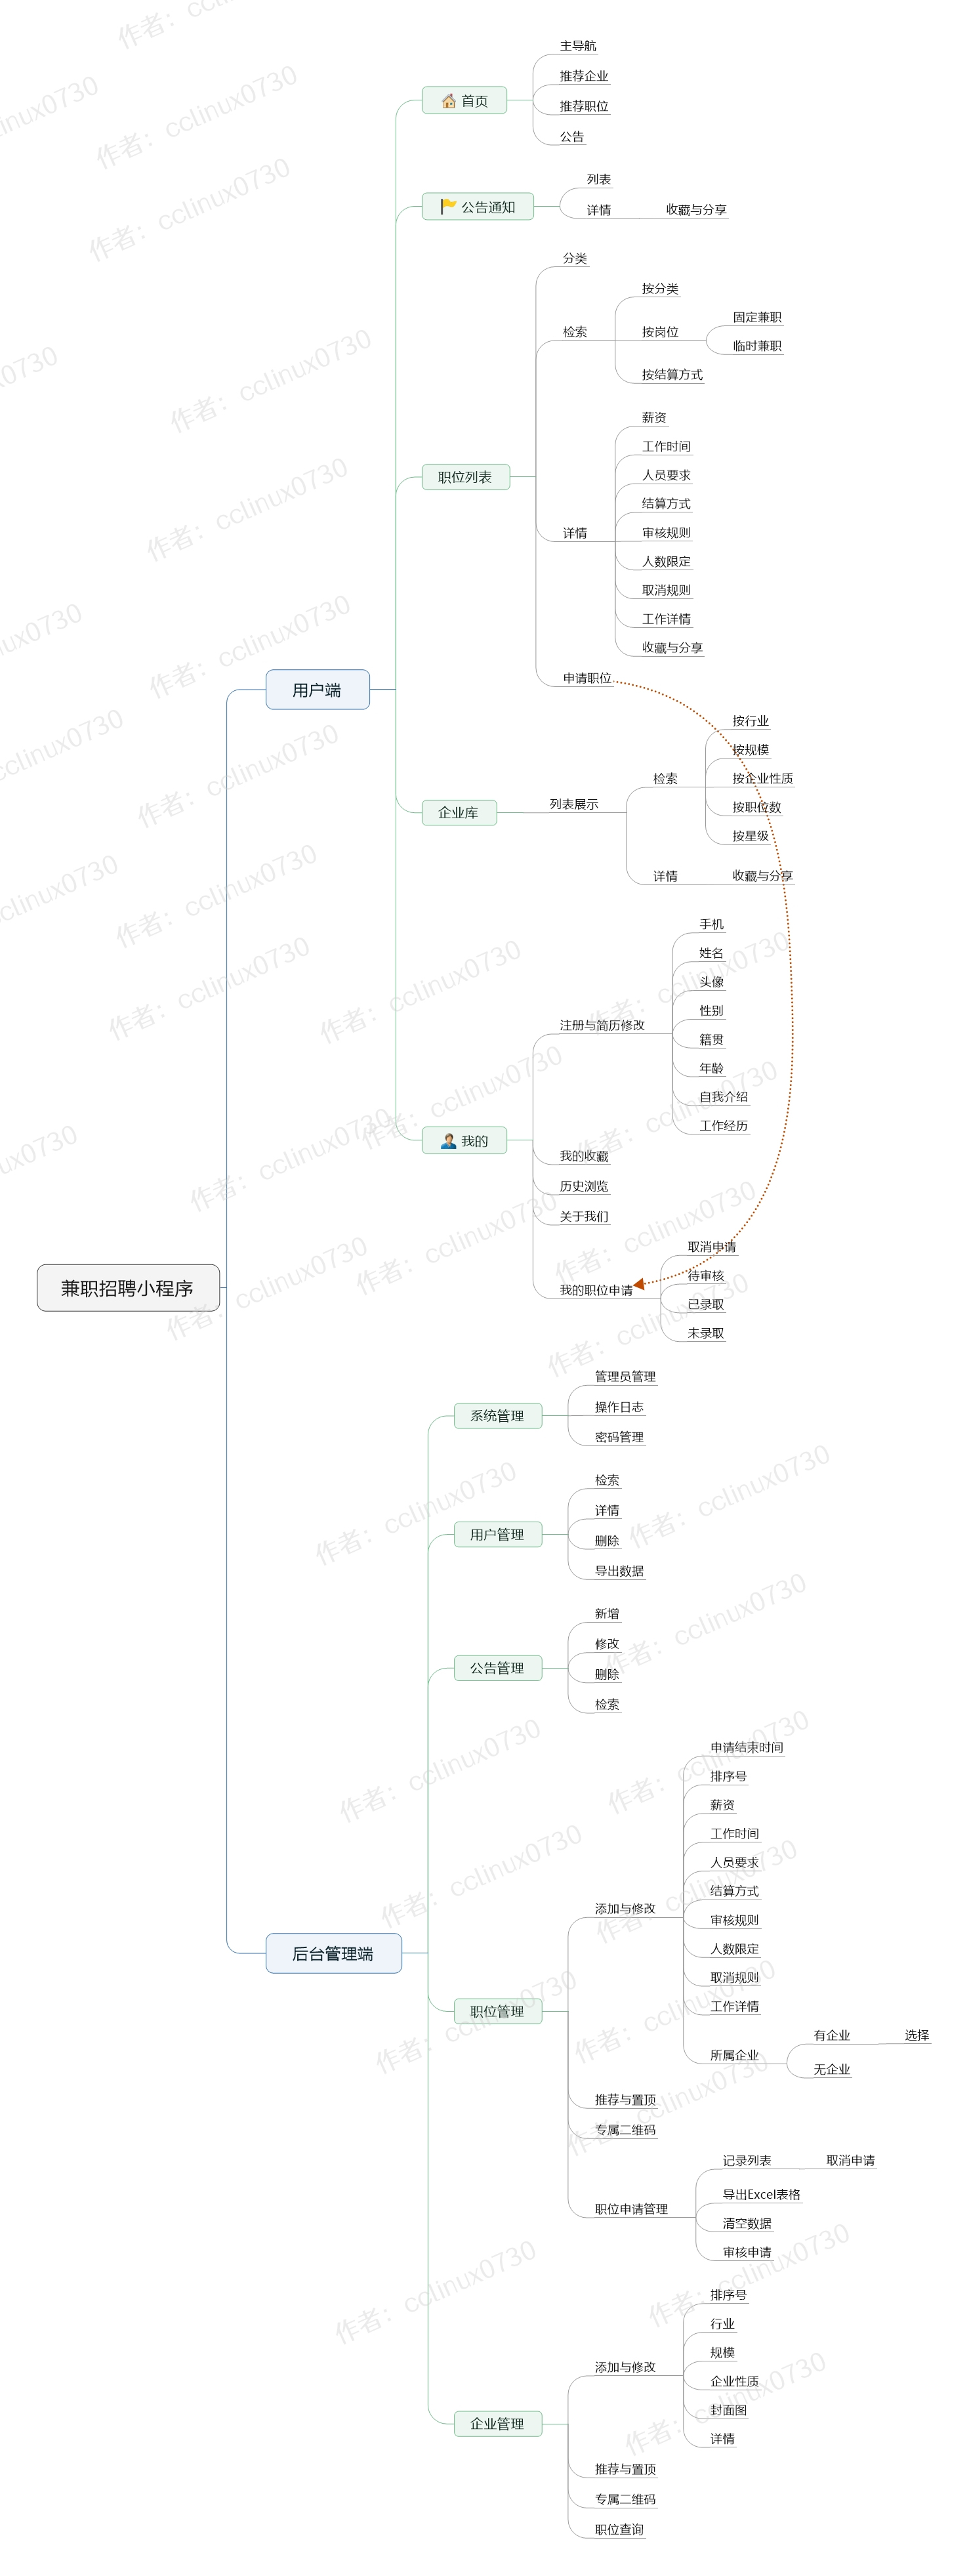 兼职招聘小程序
用户端
首页
主导航
推荐企业
推荐职位
公告
公告通知
列表
详情
收藏与分享
职位列表
分类
检索
按分类
按岗位
固定兼职
临时兼职
按结算方式
详情
薪资
工作时间
人员要求
结算方式
审核规则
人数限定
取消规则
工作详情
收藏与分享
申请职位
企业库
列表展示
检索
按行业
按规模
按企业性质
按职位数
按星级
详情
收藏与分享
我的
注册与简历修改
手机
姓名
头像
性别
籍贯
年龄
自我介绍
工作经历
我的收藏
历史浏览
关于我们
我的职位申请
取消申请
待审核
已录取
未录取
后台管理端
系统管理
管理员管理
操作日志
密码管理
用户管理
检索
详情
删除
导出数据
公告管理
新增
修改
删除
检索
职位管理
添加与修改
申请结束时间
排序号
薪资
工作时间
人员要求
结算方式
审核规则
人数限定
取消规则
工作详情
所属企业
有企业
选择
无企业
推荐与置顶
专属二维码
职位申请管理
记录列表
取消申请
导出Excel表格
清空数据
审核申请
企业管理
添加与修改
排序号
行业
规模
企业性质
封面图
详情
推荐与置顶
专属二维码
职位查询
作者：cclinux0730